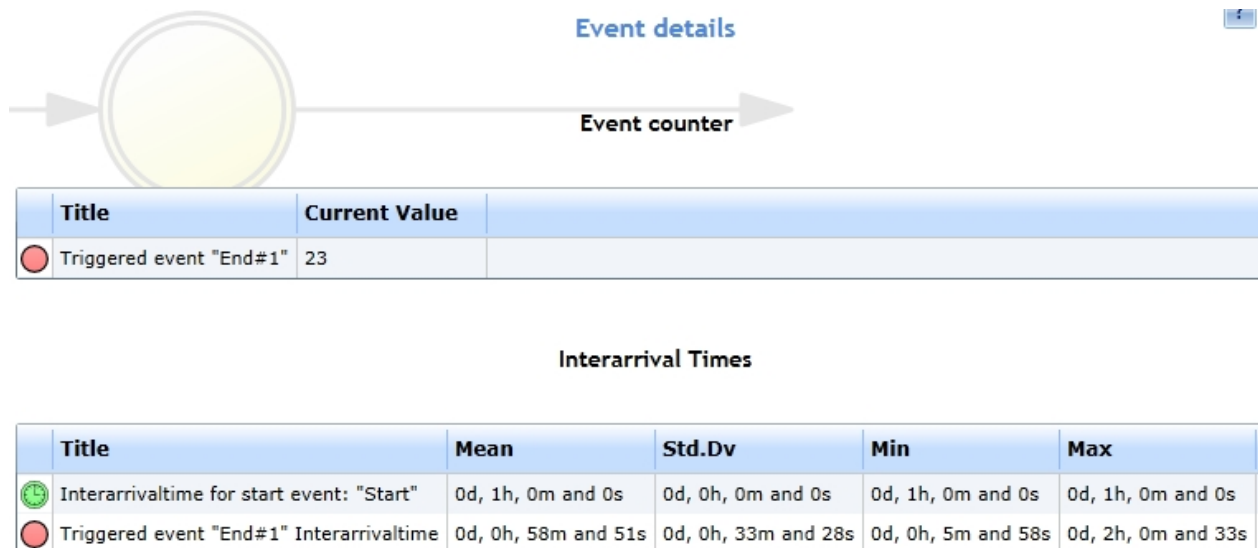 Event details
Event counter
Title Current Value
Triggered event "End#1" 23
Interarrival Times
Title Mean Std.Dv Min Max
Interarrivaltime for start event: "Start" 0d, 1h, 0m and 0s 0d, 0h, 0m and 0s 0d, 1h, 0m and 0s 0d, 1h, 0m and 0s
Triggered event "End#1" Interarrivaltime 0d, 0h, 58m and 51s 0d, 0h, 33m and 28s 0d, 0h, 5m and 58s 0d, 2h, 0m and 33s